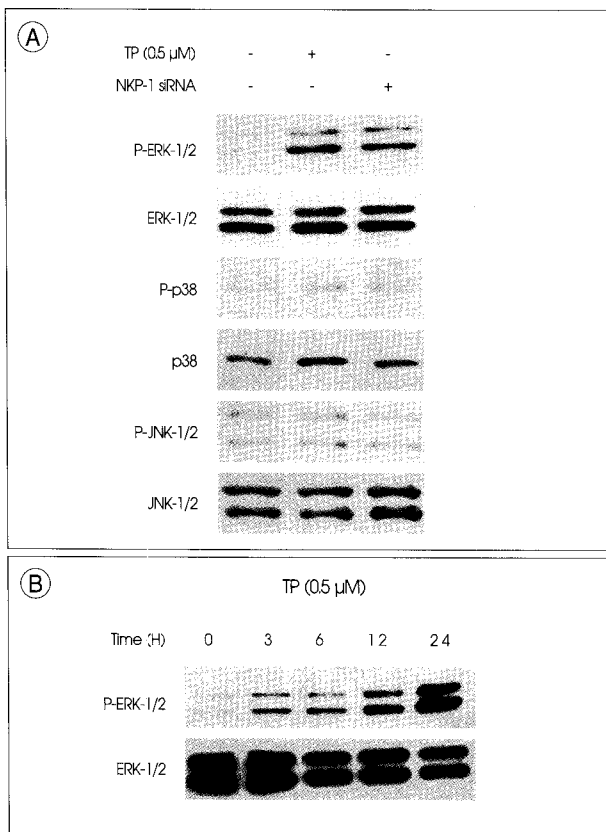 A
TP (0.5 µM) - + -
NKP-1 siRNA - - +
P-ERK-1/2
ERK-1/2
P-p38
p38
P-JNK-1/2
JNK-1/2
B
TP (0.5 µM)
Time (H) 0 3 6 12 24
P-ERK-1/2
ERK-1/2